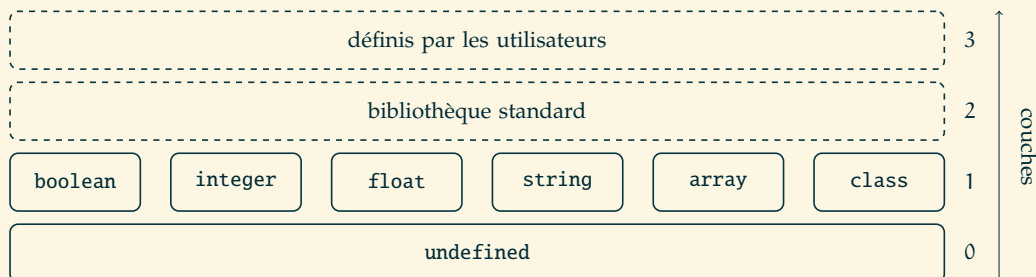 définis par les utilisateurs 3
bibliothèque standard 2
boolean integer float string array class 1
undefined 0
couches